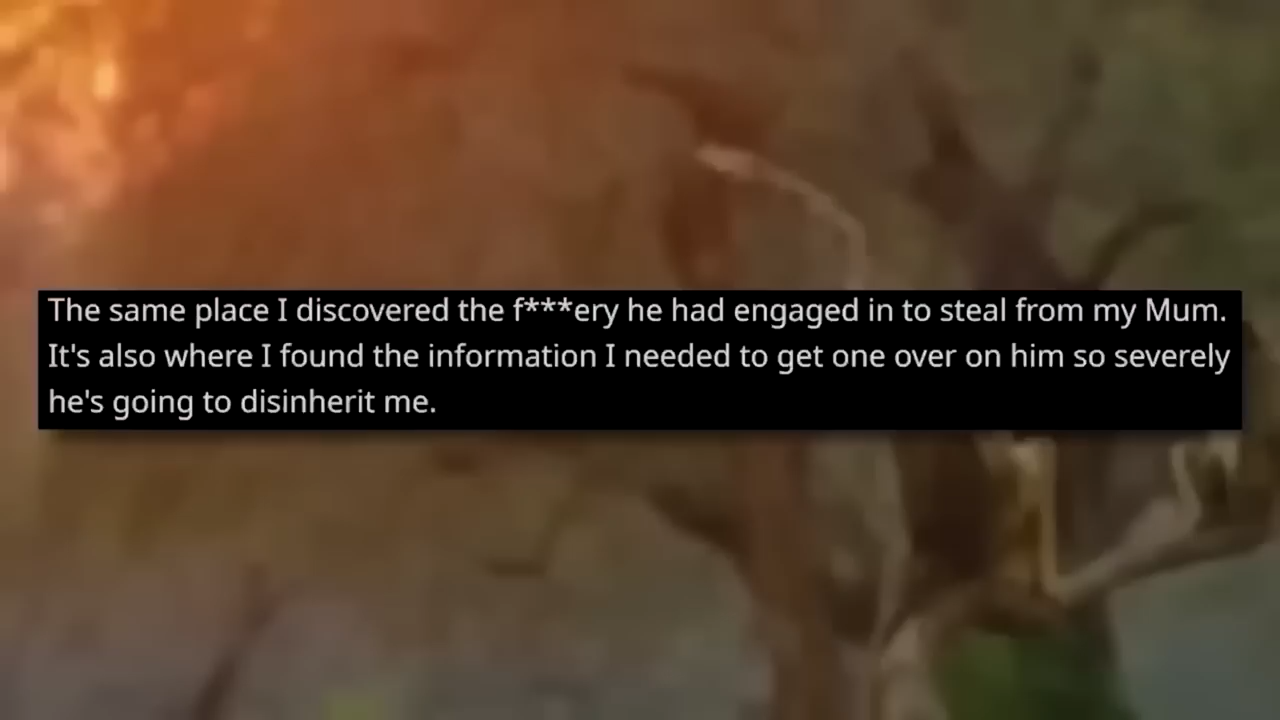 The same place I discovered the f***ery he had engaged in to steal from my Mum.
It's also where I found the information I needed to get one over on him so severely
he's going to disinherit me.